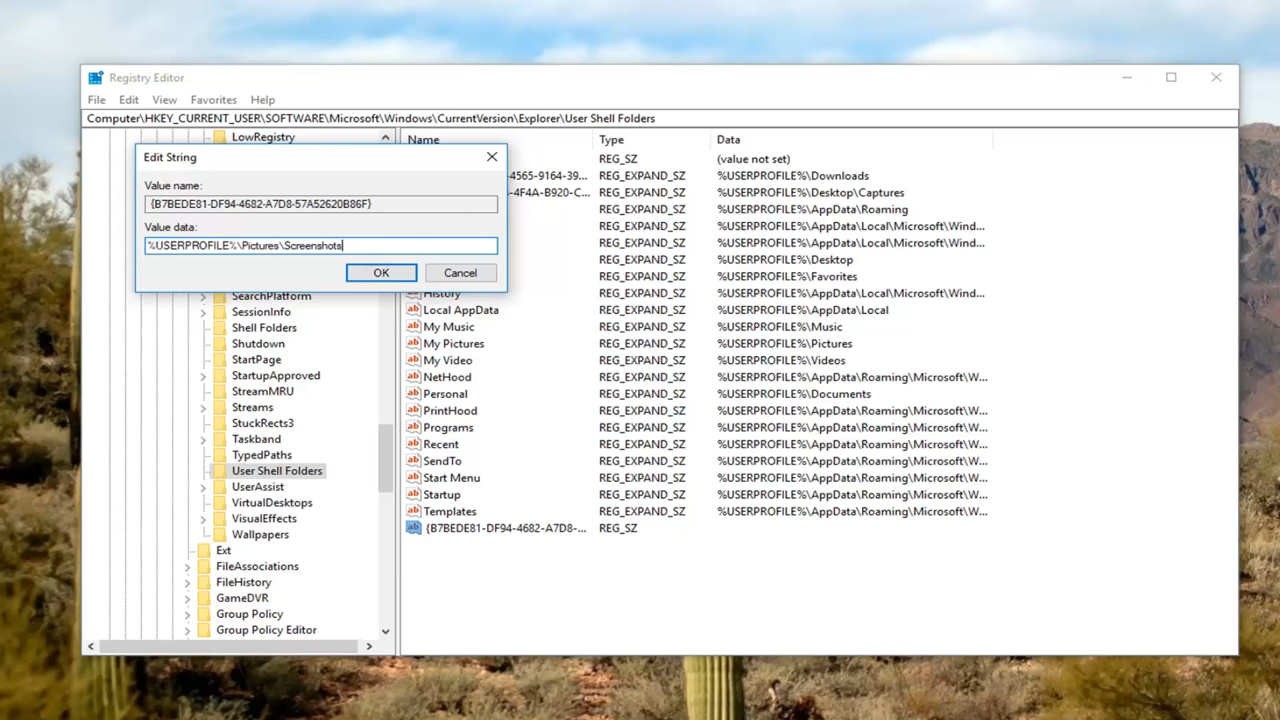 Registry Editor
File Edit View Favorites Help
Computer\HKEY_CURRENT_USER\SOFTWARE\Microsoft\Windows\CurrentVersion\Explorer\User Shell Folders
LowRegistry
Edit String
Value name:
{B7BEDE81-DF94-4682-A7D8-57A52620B86F}
Value data:
%USERPROFILE%\Pictures\Screenshots
OK Cancel
SearchPlatform
SessionInfo
Shell Folders
Shutdown
StartPage
StartupApproved
StreamMRU
Streams
StuckRects3
Taskband
TypedPaths
User Shell Folders
UserAssist
VirtualDesktops
VisualEffects
Wallpapers
Ext
FileAssociations
FileHistory
GameDVR
Group Policy
Group Policy Editor
Name Type Data
REG_SZ (value not set)
-4565-9164-39... REG_EXPAND_SZ %USERPROFILE%\Downloads
-4F4A-B920-C... REG_EXPAND_SZ %USERPROFILE%\Desktop\Captures
REG_EXPAND_SZ %USERPROFILE%\AppData\Roaming
REG_EXPAND_SZ %USERPROFILE%\AppData\Local\Microsoft\Wind...
REG_EXPAND_SZ %USERPROFILE%\AppData\Local\Microsoft\Wind...
REG_EXPAND_SZ %USERPROFILE%\Desktop
REG_EXPAND_SZ %USERPROFILE%\Favorites
History REG_EXPAND_SZ %USERPROFILE%\AppData\Local\Microsoft\Wind...
Local AppData REG_EXPAND_SZ %USERPROFILE%\AppData\Local
My Music REG_EXPAND_SZ %USERPROFILE%\Music
My Pictures REG_EXPAND_SZ %USERPROFILE%\Pictures
My Video REG_EXPAND_SZ %USERPROFILE%\Videos
NetHood REG_EXPAND_SZ %USERPROFILE%\AppData\Roaming\Microsoft\W...
Personal REG_EXPAND_SZ %USERPROFILE%\Documents
PrintHood REG_EXPAND_SZ %USERPROFILE%\AppData\Roaming\Microsoft\W...
Programs REG_EXPAND_SZ %USERPROFILE%\AppData\Roaming\Microsoft\W...
Recent REG_EXPAND_SZ %USERPROFILE%\AppData\Roaming\Microsoft\W...
SendTo REG_EXPAND_SZ %USERPROFILE%\AppData\Roaming\Microsoft\W...
Start Menu REG_EXPAND_SZ %USERPROFILE%\AppData\Roaming\Microsoft\W...
Startup REG_EXPAND_SZ %USERPROFILE%\AppData\Roaming\Microsoft\W...
Templates REG_EXPAND_SZ %USERPROFILE%\AppData\Roaming\Microsoft\W...
{B7BEDE81-DF94-4682-A7D8-... REG_SZ